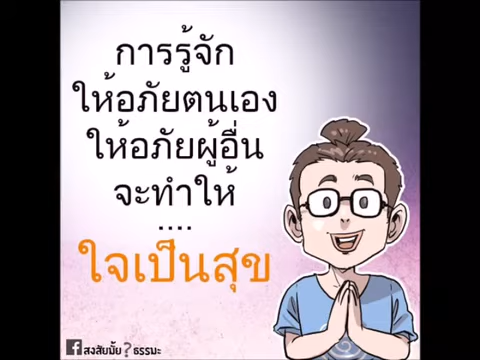 การรู้จัก
ให้อภัยตนเอง
ให้อภัยผู้อื่น
จะทำให้
....
ใจเป็นสุข
f สงสัยมั้ย?ธรรมะ